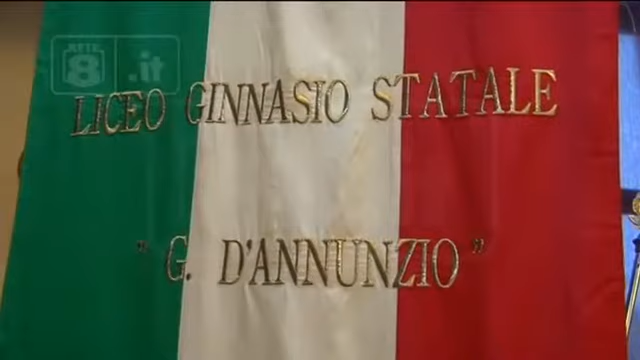 RETE
8 .it
LICEO GINNASIO STATALE
" G. D'ANNUNZIO "